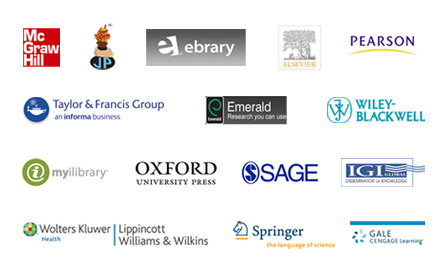 Mc
Graw
Hill
JP
ebrary
ELSEVIER
PEARSON
Taylor & Francis Group
an informa business
Emerald
Research you can use
WILEY-
BLACKWELL
myilibrary
OXFORD
UNIVERSITY PRESS
SAGE
IGI
GLOBAL
DISSEMINATOR OF KNOWLEDGE
Wolters Kluwer
Health
Lippincott
Williams & Wilkins
Springer
the language of science
GALE
CENGAGE Learning